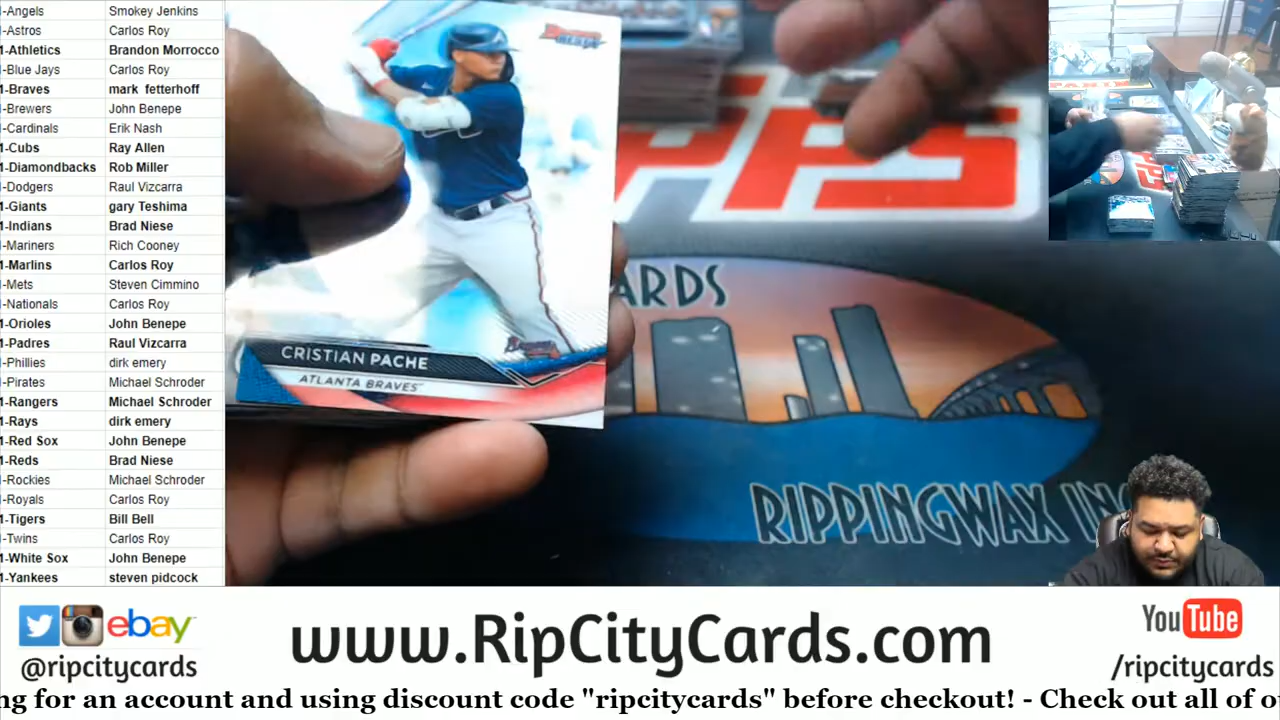 I-Angels Smokey Jenkins
I-Astros Carlos Roy
1-Athletics Brandon Morrocco
I-Blue Jays Carlos Roy
1-Braves mark fetterhoff
I-Brewers John Benepe
I-Cardinals Erik Nash
1-Cubs Ray Allen
1-Diamondbacks Rob Miller
I-Dodgers Raul Vizcarra
1-Giants gary Teshima
1-Indians Brad Niese
I-Mariners Rich Cooney
1-Marlins Carlos Roy
I-Mets Steven Cimmino
I-Nationals Carlos Roy
1-Orioles John Benepe
1-Padres Raul Vizcarra
I-Phillies dirk emery
I-Pirates Michael Schroder
1-Rangers Michael Schroder
1-Rays dirk emery
1-Red Sox John Benepe
1-Reds Brad Niese
I-Rockies Michael Schroder
I-Royals Carlos Roy
1-Tigers Bill Bell
I-Twins Carlos Roy
1-White Sox John Benepe
1-Yankees steven pidcock
CRISTIAN PACHE
ATLANTA BRAVES
PPS
ARDS
RIPPINGWAX INC
ebay
@ripcitycards
www.RipCityCards.com
YouTube
/ripcitycards
ng for an account and using discount code "ripcitycards" before checkout! - Check out all of o